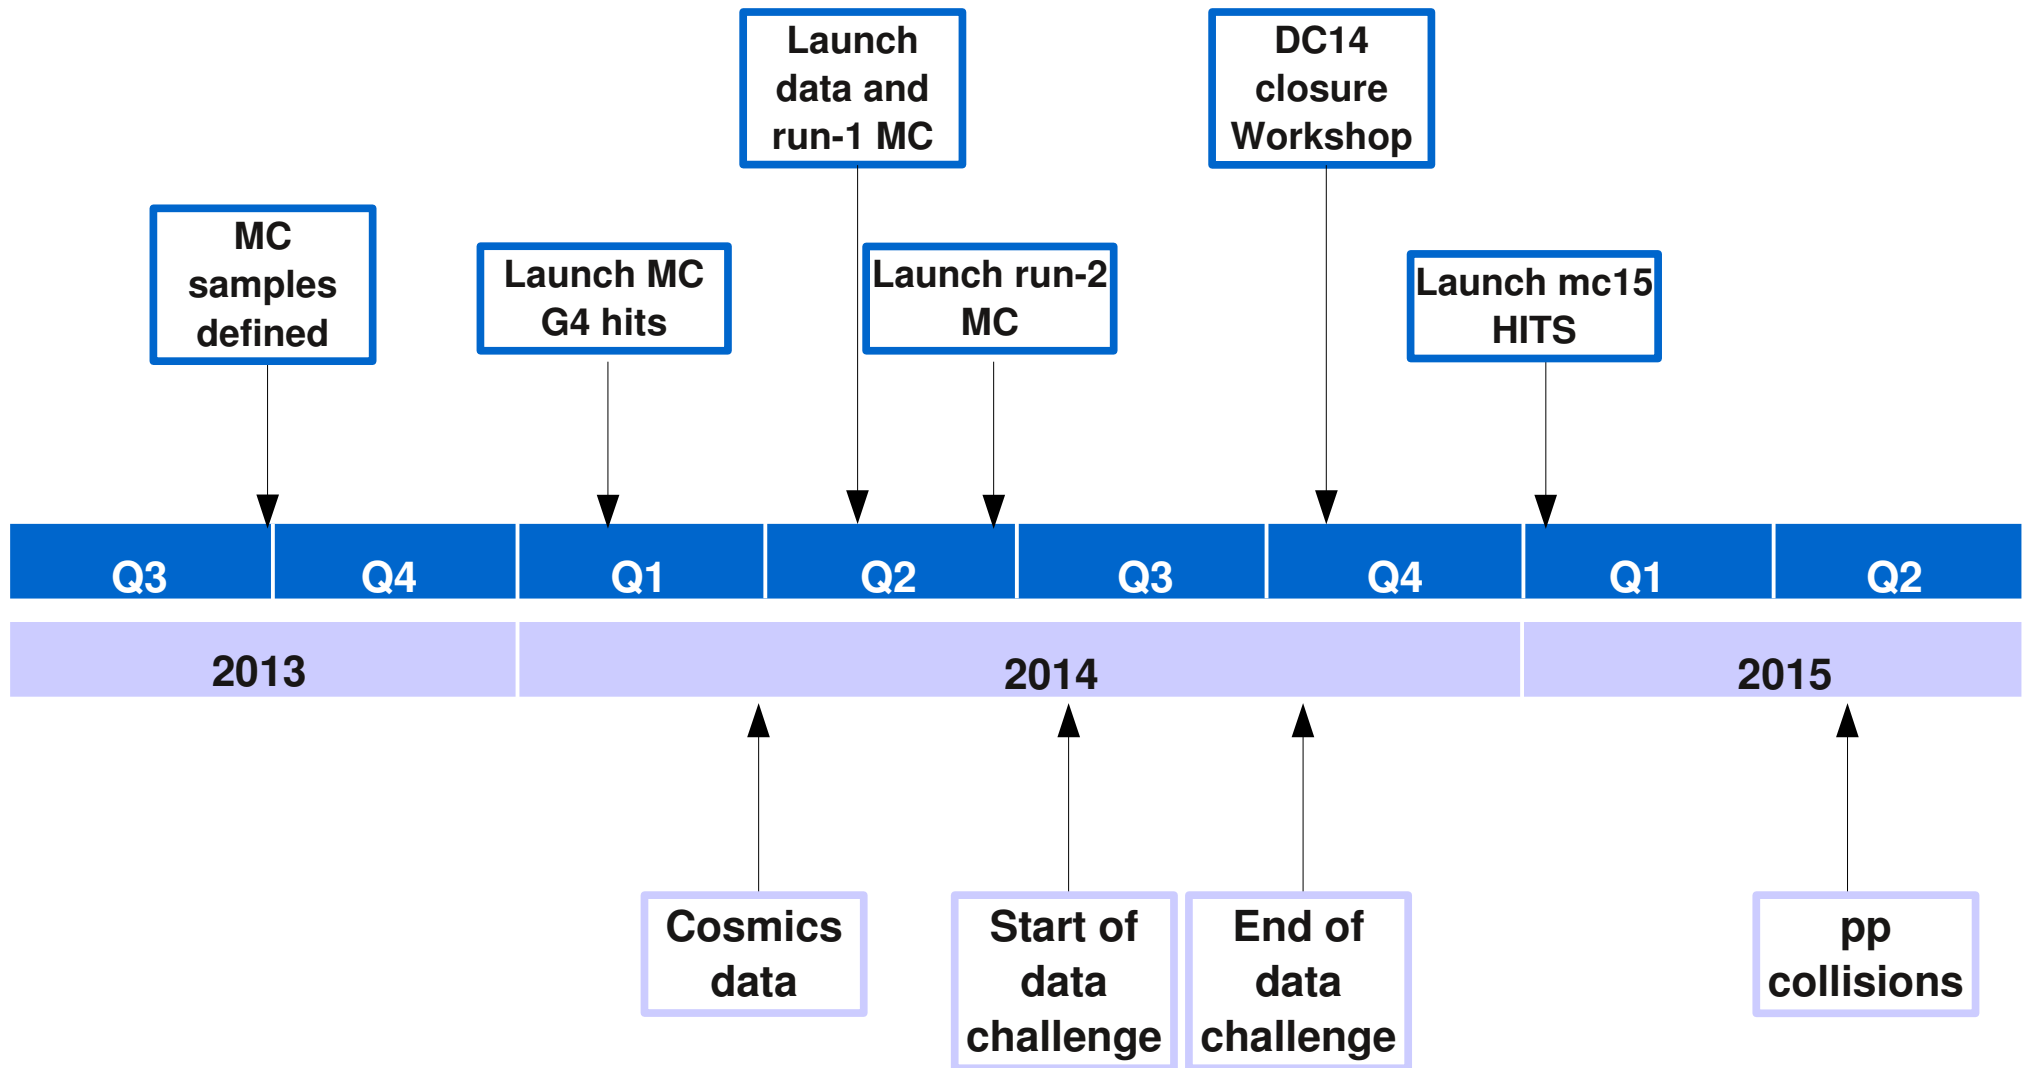 Launch
data and
run-1 MC
DC14
closure
Workshop
MC
samples
defined
Launch MC
G4 hits
Launch run-2
MC
Launch mc15
HITS
Q3 Q4 Q1 Q2 Q3 Q4 Q1 Q2
2013 2014 2015
Cosmics
data
Start of
data
challenge
End of
data
challenge
pp
collisions